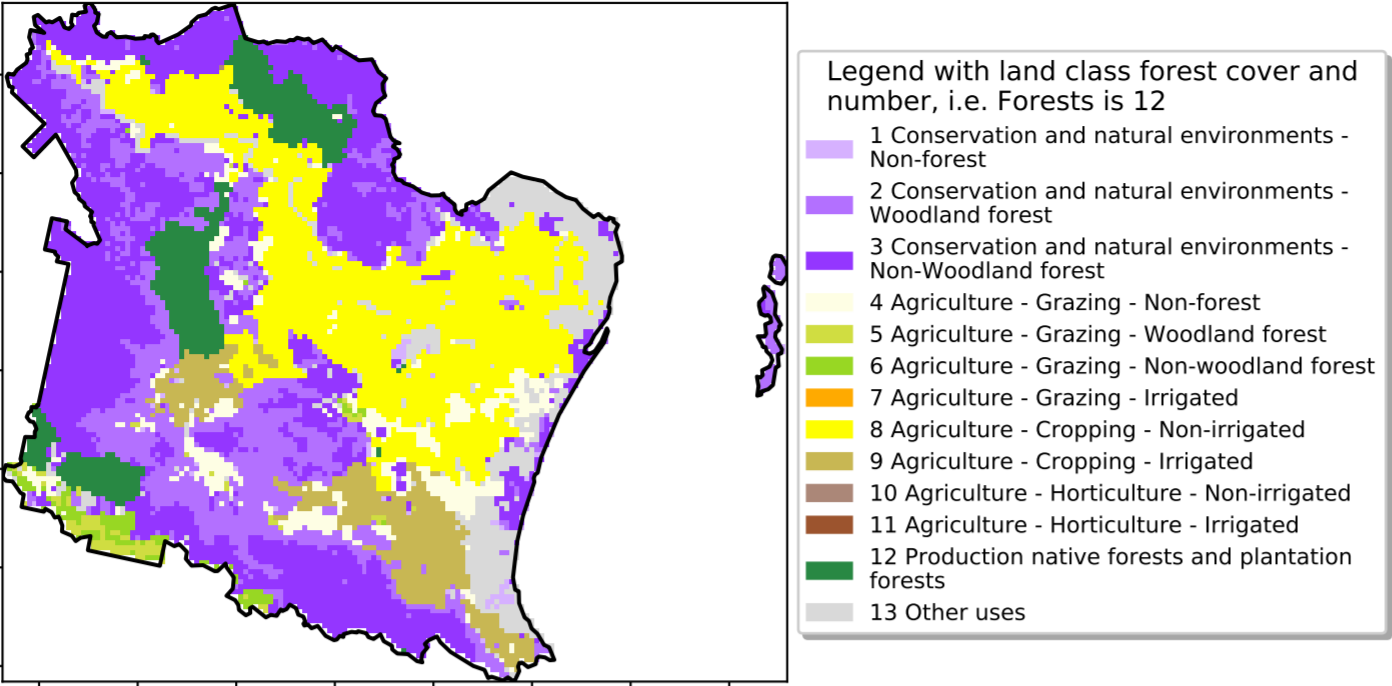 Legend with land class forest cover and
number, i.e. Forests is 12
1 Conservation and natural environments -
Non-forest
2 Conservation and natural environments -
Woodland forest
3 Conservation and natural environments -
Non-Woodland forest
4 Agriculture - Grazing - Non-forest
5 Agriculture - Grazing - Woodland forest
6 Agriculture - Grazing - Non-woodland forest
7 Agriculture - Grazing - Irrigated
8 Agriculture - Cropping - Non-irrigated
9 Agriculture - Cropping - Irrigated
10 Agriculture - Horticulture - Non-irrigated
11 Agriculture - Horticulture - Irrigated
12 Production native forests and plantation
forests
13 Other uses